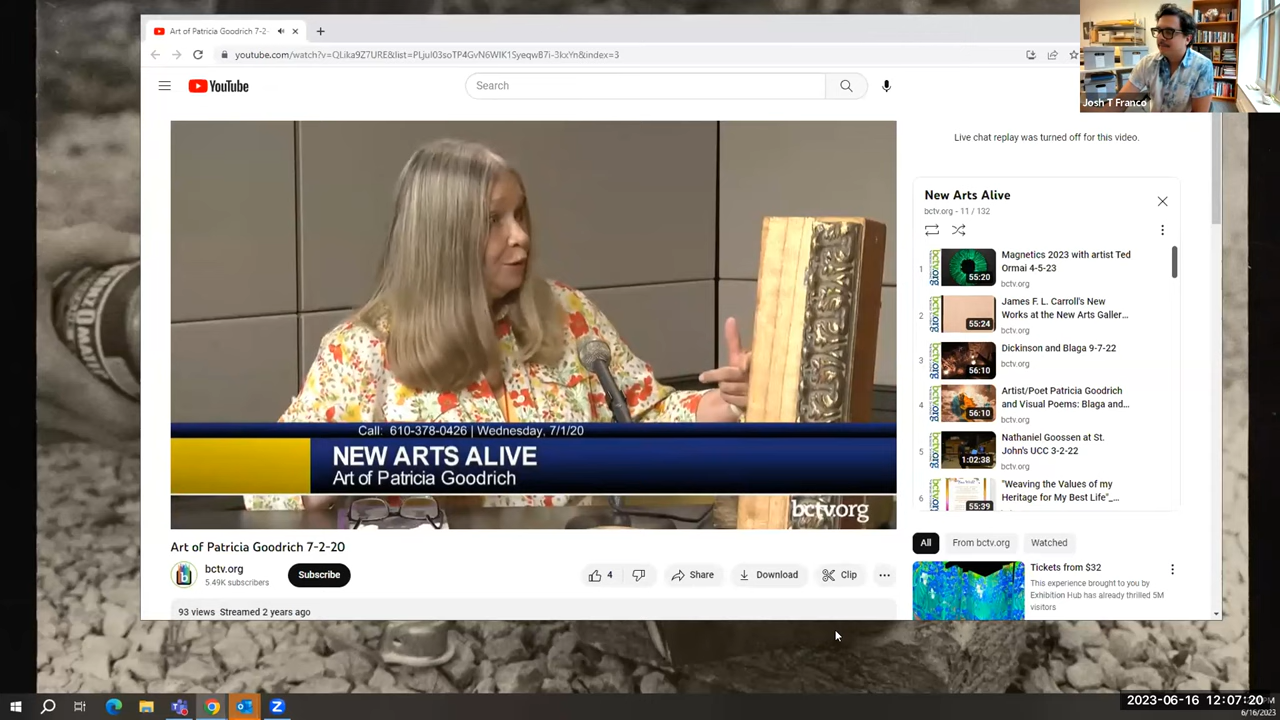 Art of Patricia Goodrich 7-2
youtube.com/watch?v=QLika9Z7URE&list=PLjuI03soTP4GvN6WIK1SyeqwB7i-3kxYn&index=3
Josh T Franco
YouTube
Search
Live chat replay was turned off for this video.
New Arts Alive
bctv.org - 11 / 132
1
55:20
Magnetics 2023 with artist Ted
Ormai 4-5-23
bctv.org
2
55:24
James F. L. Carroll's New
Works at the New Arts Galler...
bctv.org
3
56:10
Dickinson and Blaga 9-7-22
bctv.org
4
56:10
Artist/Poet Patricia Goodrich
and Visual Poems: Blaga and...
bctv.org
5
1:02:38
Nathaniel Goossen at St.
John's UCC 3-2-22
bctv.org
6
55:39
"Weaving the Values of my
Heritage for My Best Life"_...
Call: 610-378-0426 | Wednesday, 7/1/20
NEW ARTS ALIVE
Art of Patricia Goodrich
bctv.org
Art of Patricia Goodrich 7-2-20
bctv.org
5.49K subscribers
Subscribe
4
Share
Download
Clip
93 views Streamed 2 years ago
All
From bctv.org
Watched
Tickets from $32
This experience brought to you by
Exhibition Hub has already thrilled 5M
visitors
2023-06-16 12:07:20
6/16/2023